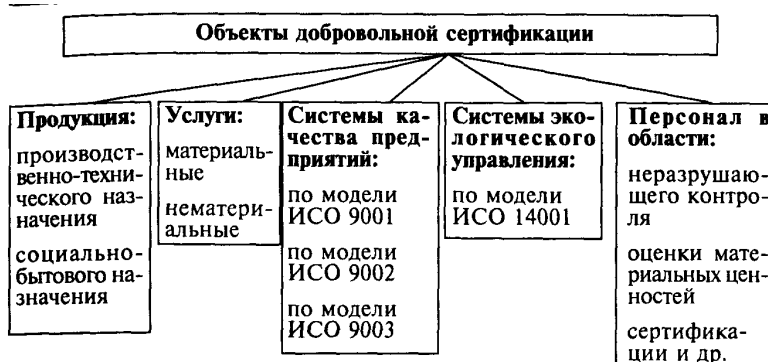 Объекты добровольной сертификации
Продукция:
производст-
венно-техни-
ческого наз-
начения
социально-
бытового на-
значения
Услуги:
материаль-
ные
нематери-
альные
Системы ка-
чества пред-
приятий:
по модели
ИСО 9001
по модели
ИСО 9002
по модели
ИСО 9003
Системы эко-
логического
управления:
по модели
ИСО 14001
Персонал в
области:
неразрушаю-
щего контро-
ля
оценки мате-
риальных цен-
ностей
сертифика-
ции и др.